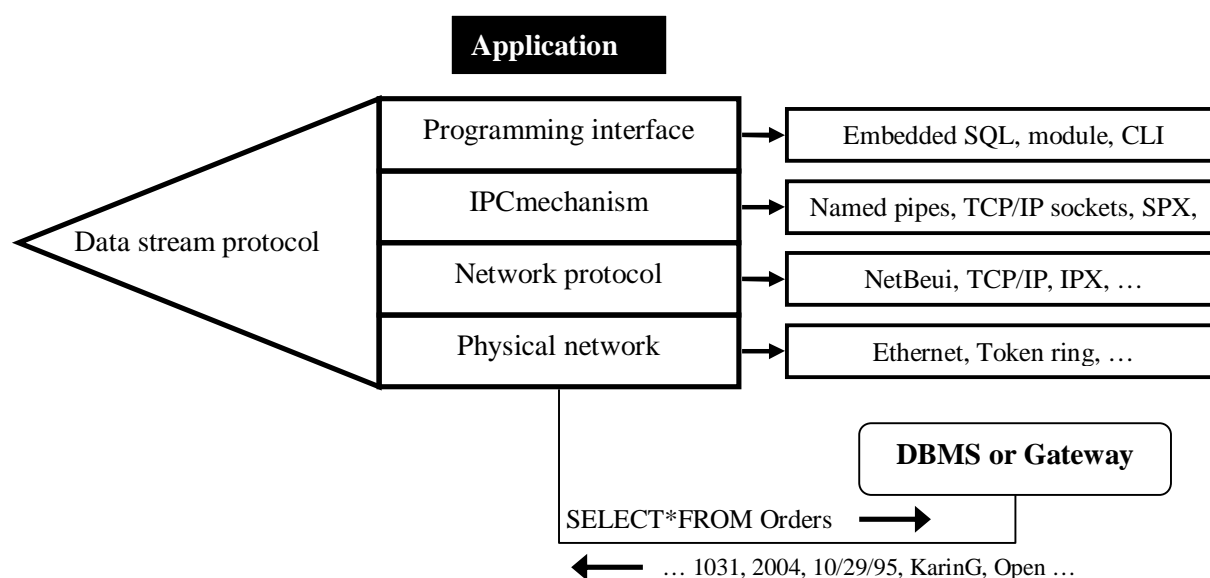 Application
Programming interface
Embedded SQL, module, CLI
IPCmechanism
Named pipes, TCP/IP sockets, SPX,
Data stream protocol
Network protocol
NetBeui, TCP/IP, IPX, …
Physical network
Ethernet, Token ring, …
DBMS or Gateway
SELECT*FROM Orders
… 1031, 2004, 10/29/95, KarinG, Open …